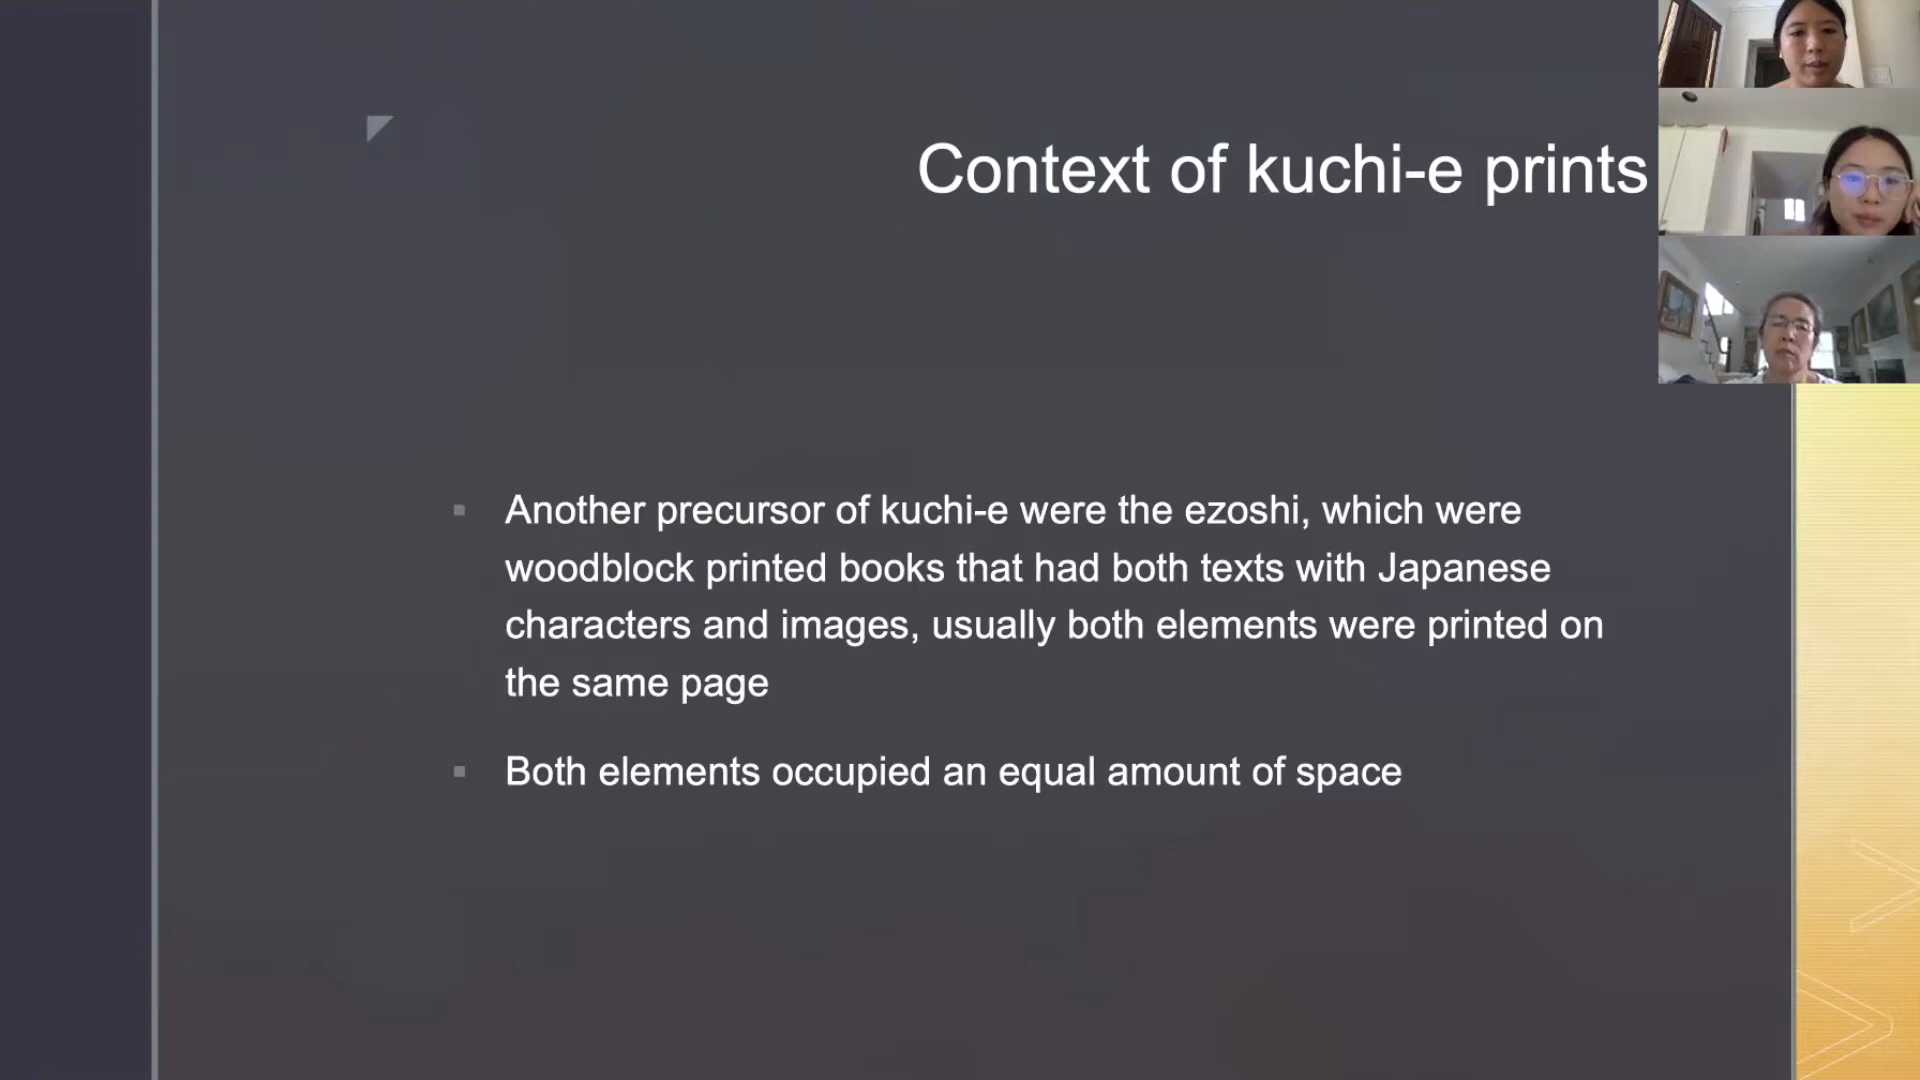 Context of kuchi-e prints
Another precursor of kuchi-e were the ezoshi, which were
woodblock printed books that had both texts with Japanese
characters and images, usually both elements were printed on
the same page
Both elements occupied an equal amount of space